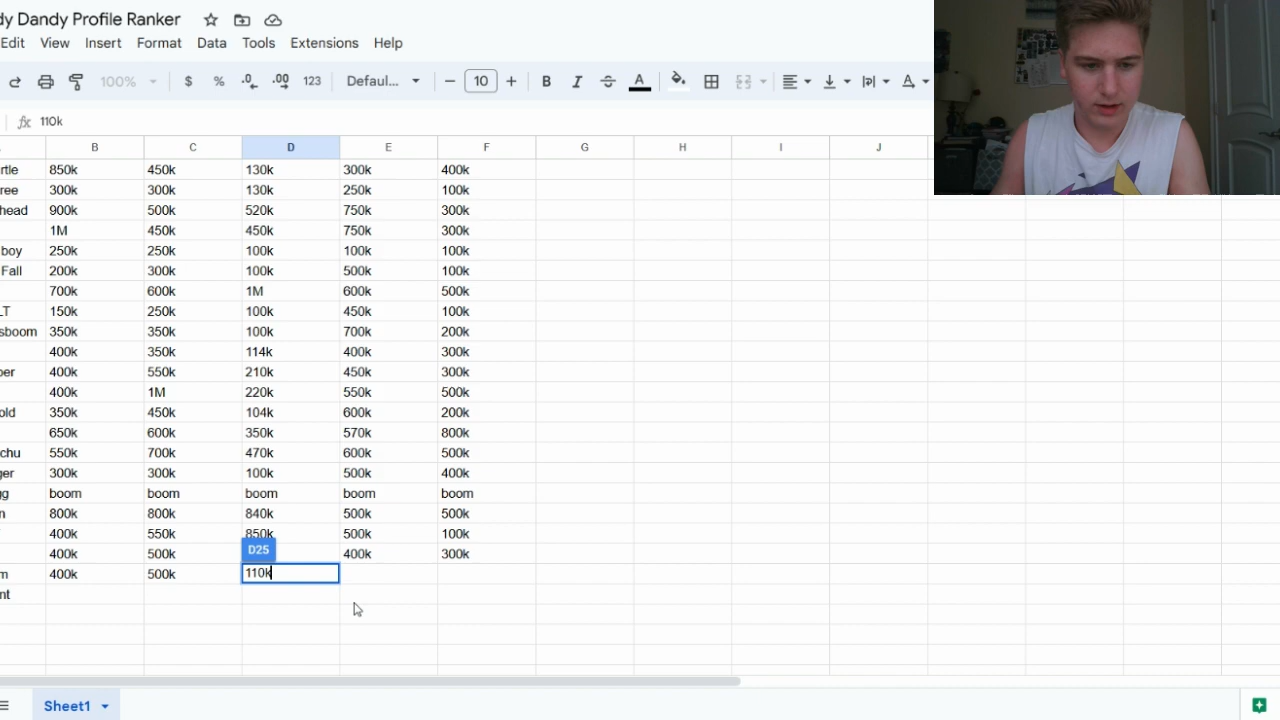 dy Dandy Profile Ranker
Edit View Insert Format Data Tools Extensions Help
100% $ % .0 .00 123 Defaul... − 10 + B I A
fx 110k
B C D E F G H I J
rtle 850k 450k 130k 300k 400k
ree 300k 300k 130k 250k 100k
head 900k 500k 520k 750k 300k
1M 450k 450k 750k 300k
boy 250k 250k 100k 100k 100k
Fall 200k 300k 100k 500k 100k
700k 600k 1M 600k 500k
LT 150k 250k 100k 450k 100k
sboom 350k 350k 100k 700k 200k
400k 350k 114k 400k 300k
per 400k 550k 210k 450k 300k
400k 1M 220k 550k 500k
old 350k 450k 104k 600k 200k
650k 600k 350k 570k 800k
chu 550k 700k 470k 600k 500k
ger 300k 300k 100k 500k 400k
gg boom boom boom boom boom
n 800k 800k 840k 500k 500k
400k 550k 850k 500k 100k
400k 500k D25 400k 300k
m 400k 500k 110k
nt
Sheet1